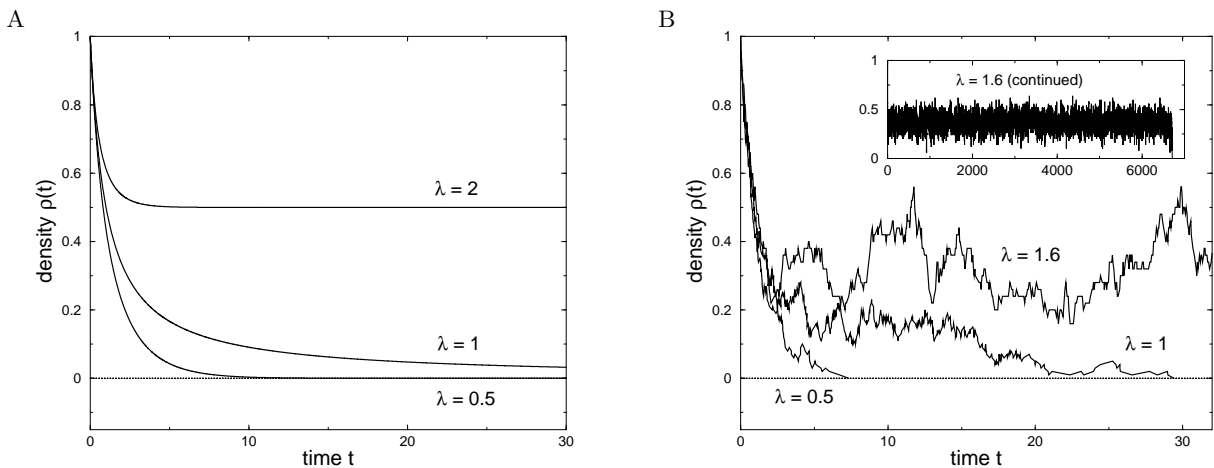 A
1
0.8
0.6
0.4
0.2
0
density ρ(t)
λ = 2
λ = 1
λ = 0.5
0
10
20
30
time t
B
1
0.8
0.6
0.4
0.2
0
density ρ(t)
1
0.5
0
λ = 1.6 (continued)
0
2000
4000
6000
λ = 1.6
λ = 1
λ = 0.5
0
10
20
30
time t